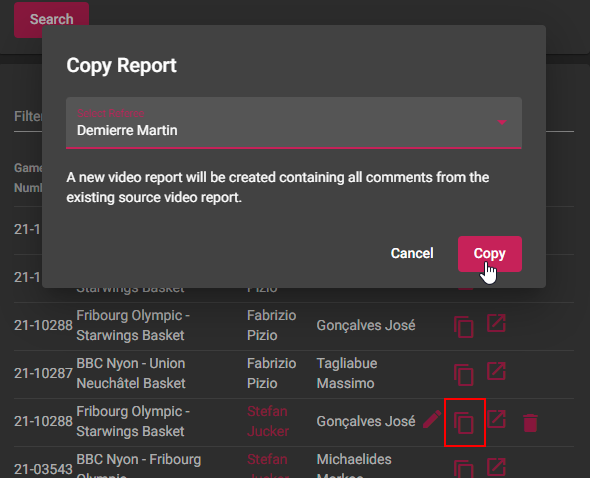 Search
Copy Report
Demierre Martin
A new video report will be created containing all comments from the
existing source video report.
Cancel
Copy
Filter
Game
Numb
21-1
21-1
Starwings Basket
Pizio
21-10288
Fribourg Olympic -
Starwings Basket
Fabrizio
Pizio
Gonçalves José
21-10287
BBC Nyon - Union
Neuchâtel Basket
Fabrizio
Pizio
Tagliabue
Massimo
21-10288
Fribourg Olympic -
Starwings Basket
Stefan
Jucker
Gonçalves José
21-03543
BBC Nyon - Fribourg
Olympic
Stefan
Jucker
Michaelides
Markos